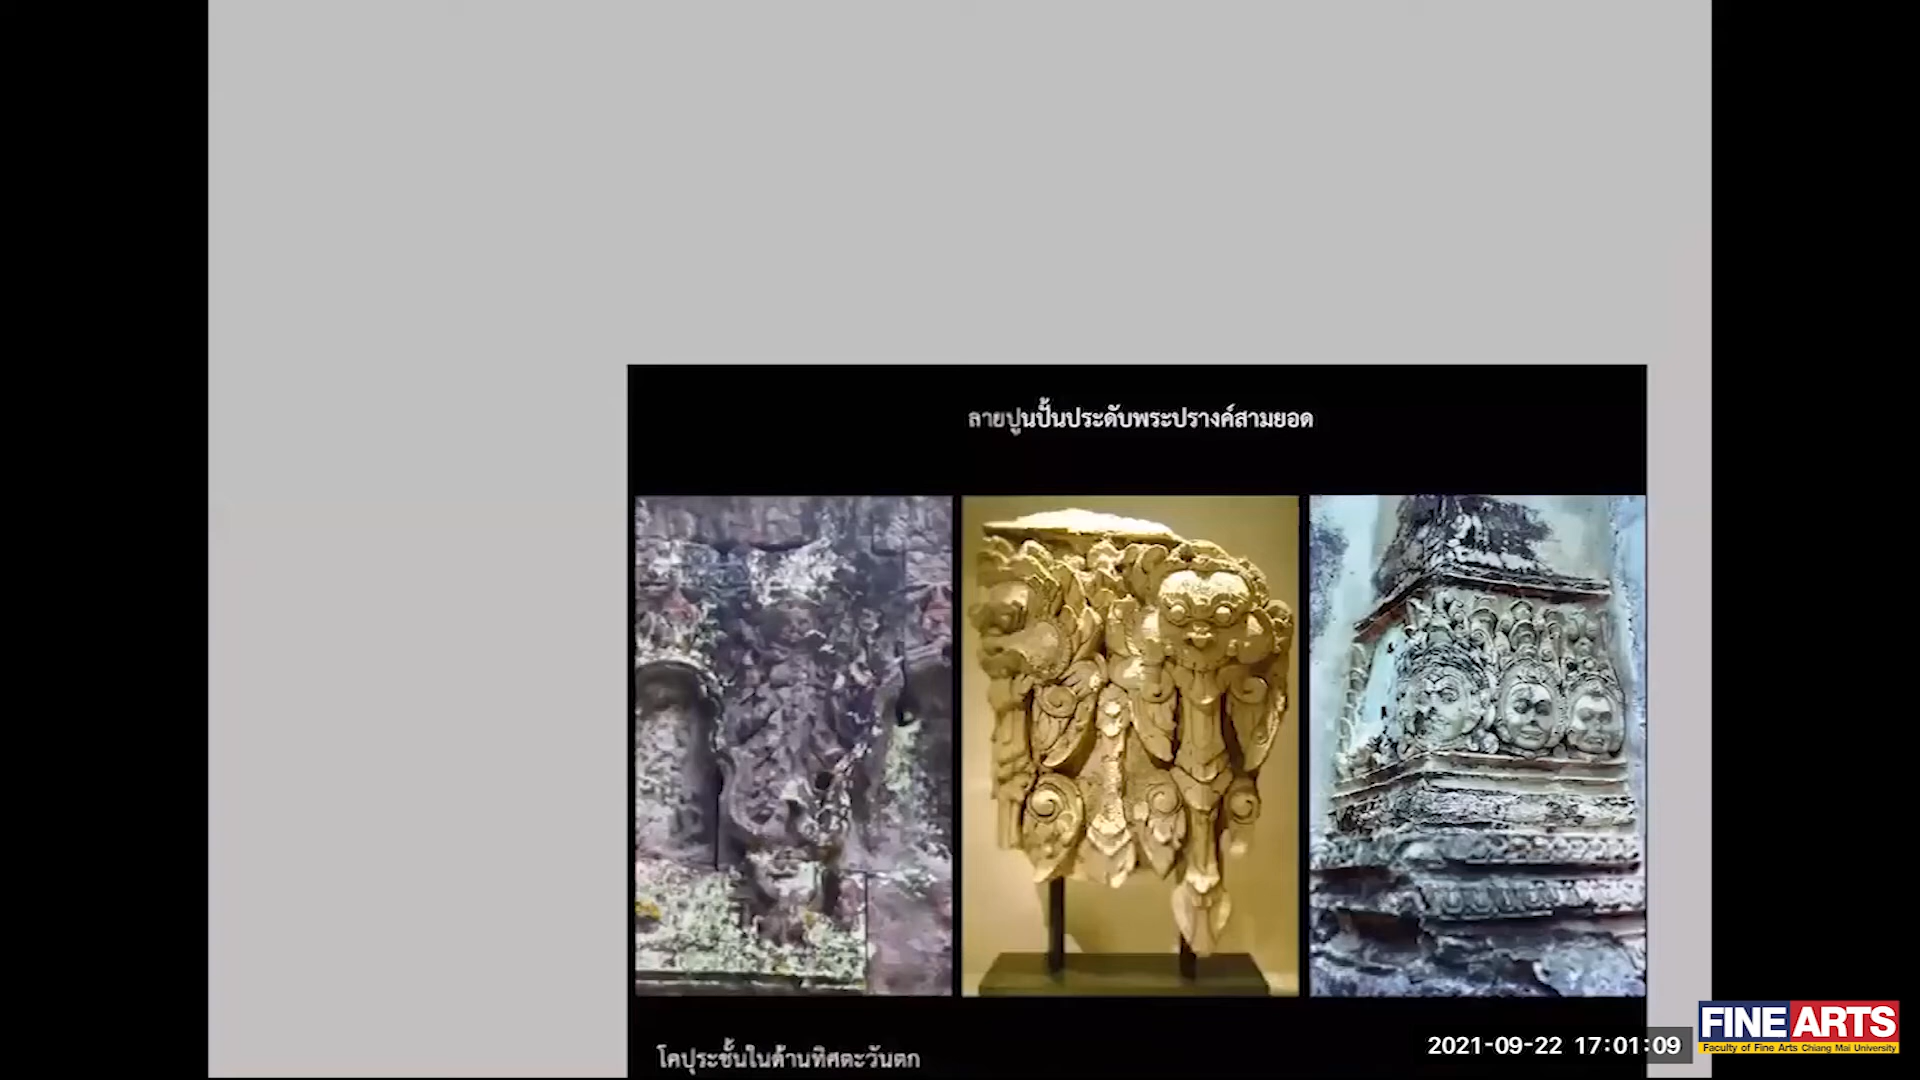 ลายปูนปั้นประดับพระปรางค์สามยอด
โคปุระชั้นในด้านทิศตะวันตก
2021-09-22 17:01:09
FINE ARTS
Faculty of Fine Arts Chiang Mai University